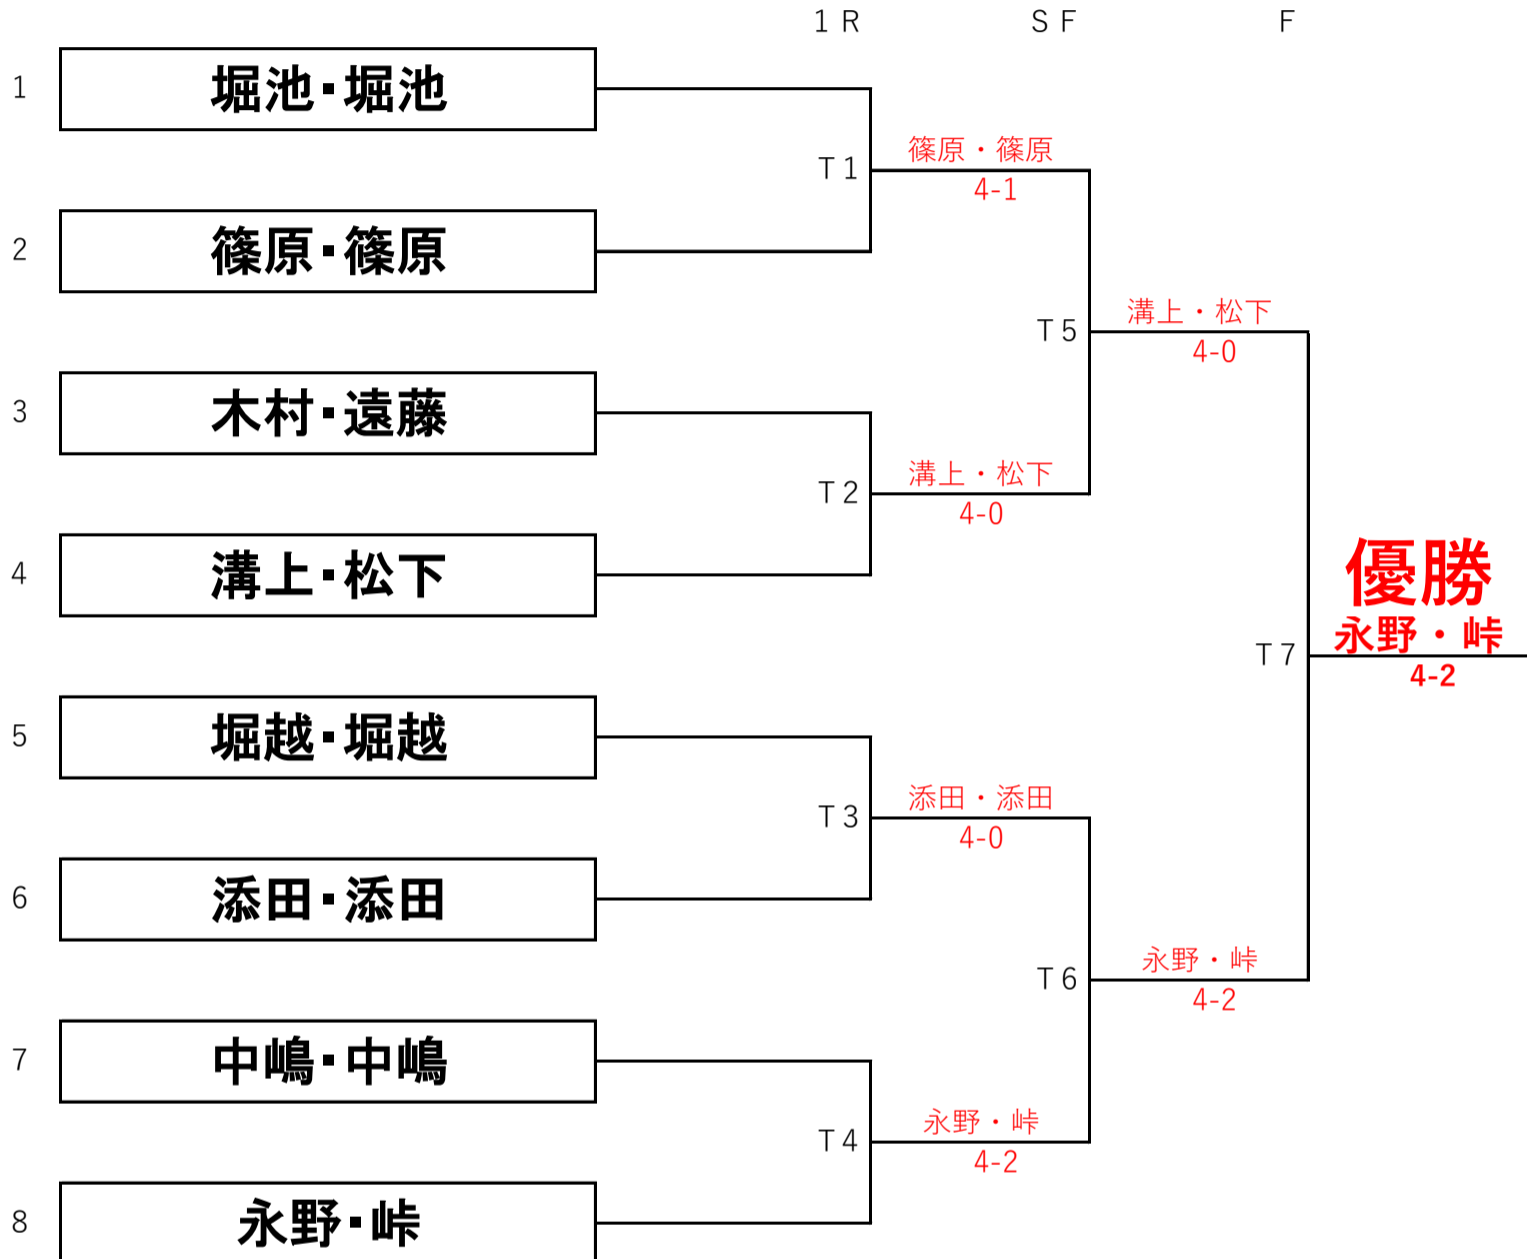 1 R
S F
F
1
堀池・堀池
T 1
篠原・篠原
4-1
2
篠原・篠原
T 5
溝上・松下
4-0
3
木村・遠藤
T 2
溝上・松下
4-0
4
溝上・松下
優勝
T 7
永野・峠
4-2
5
堀越・堀越
T 3
添田・添田
4-0
6
添田・添田
T 6
永野・峠
4-2
7
中嶋・中嶋
T 4
永野・峠
4-2
8
永野・峠